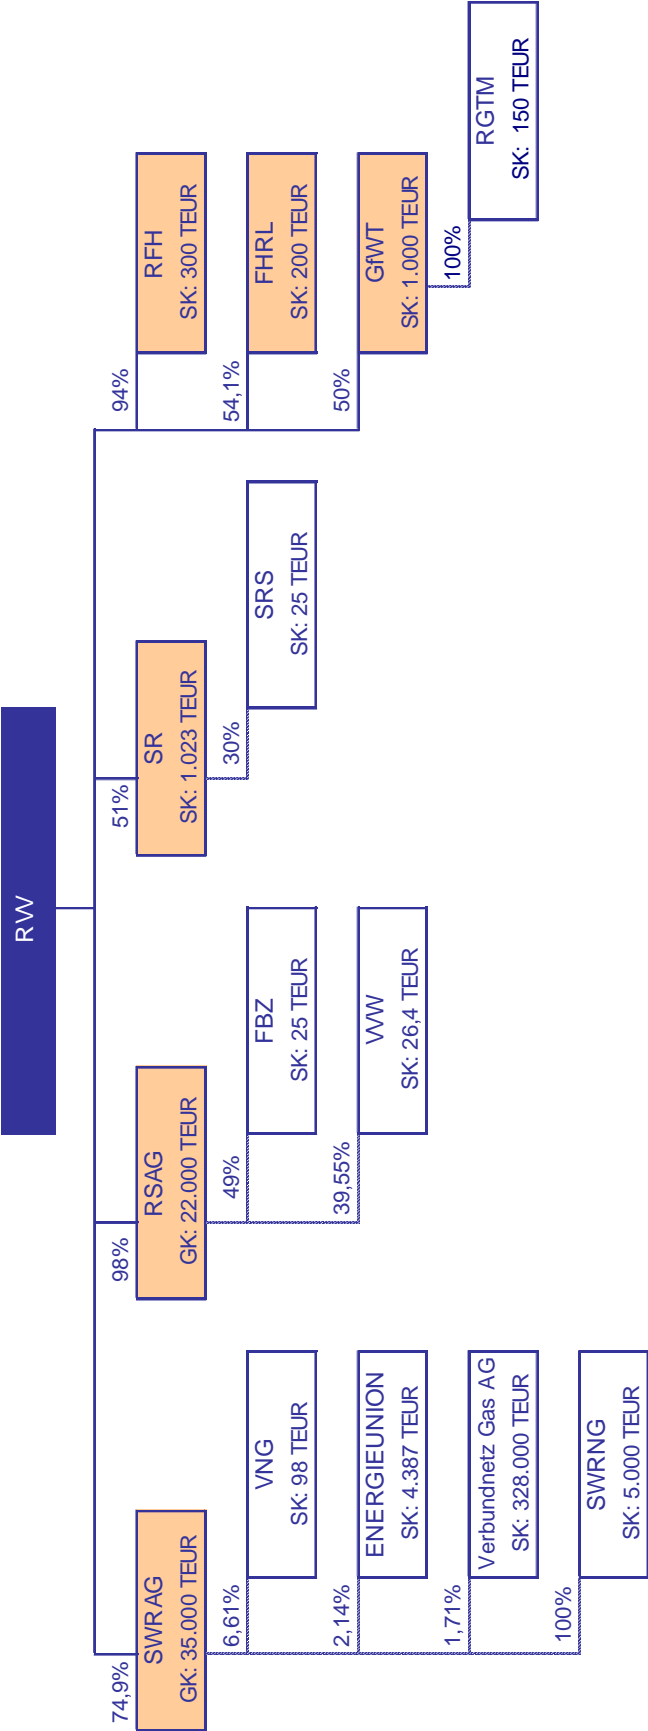 RW
74,9%
SWRAG
GK: 35.000 TEUR
6,61%
VNG
SK: 98 TEUR
2,14%
ENERGIEUNION
SK: 4.387 TEUR
1,71%
Verbundnetz Gas AG
SK: 328.000 TEUR
100%
SWRNG
SK: 5.000 TEUR
98%
RSAG
GK: 22.000 TEUR
49%
FBZ
SK: 25 TEUR
39,55%
VVW
SK: 26,4 TEUR
51%
SR
SK: 1.023 TEUR
30%
SRS
SK: 25 TEUR
94%
RFH
SK: 300 TEUR
54,1%
FHRL
SK: 200 TEUR
50%
GfWT
SK: 1.000 TEUR
100%
RGTM
SK: 150 TEUR